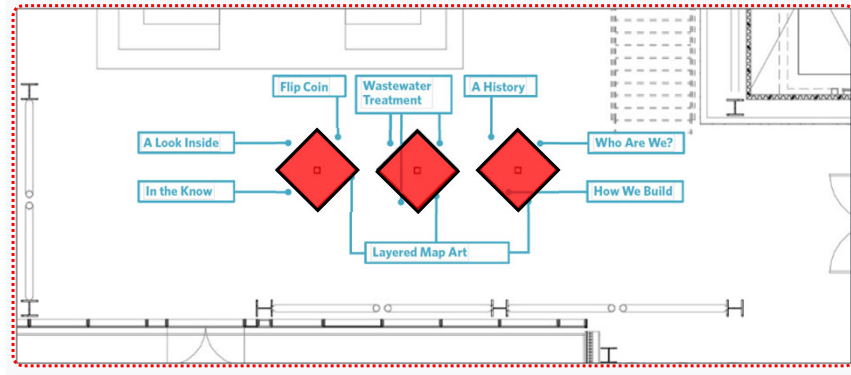 Flip Coin
Wastewater
Treatment
A History
A Look Inside
Who Are We?
In the Know
How We Build
Layered Map Art